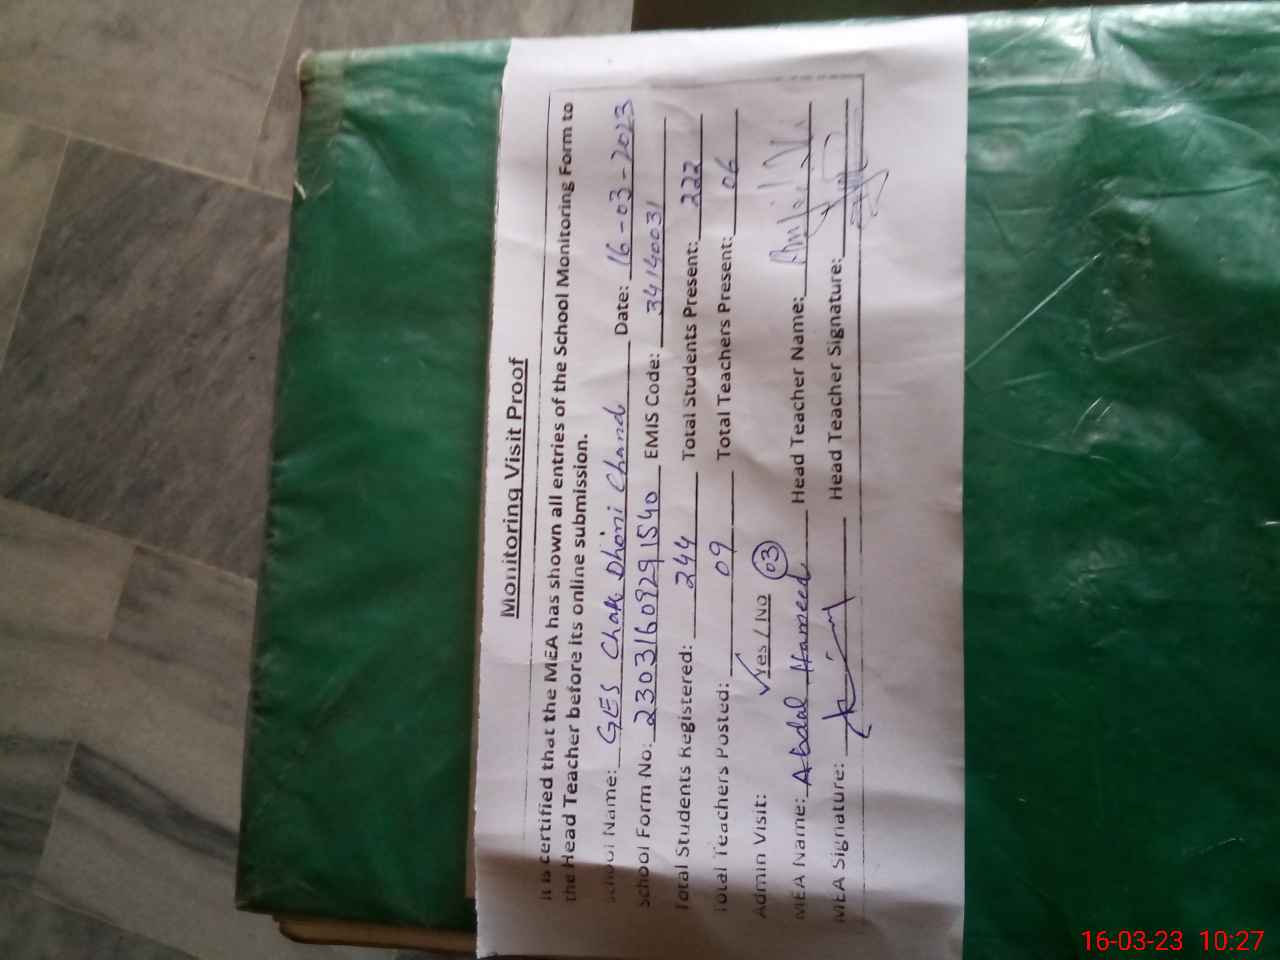 Monitoring Visit Proof
It is certified that the MEA has shown all entries of the School Monitoring Form to
the Head Teacher before its online submission.
School Name: GES Chak Dhoni Chand Date: 16-03-2023
School Form No: 23031609291540 EMIS Code: 34140031
Total Students Registered: 244 Total Students Present: 222
Total Teachers Posted: 09 Total Teachers Present: 06
Admin Visit: ✓Yes / No 03
MEA Name: Abdal Hameed Head Teacher Name:
MEA Signature: Head Teacher Signature:
16-03-23 10:27